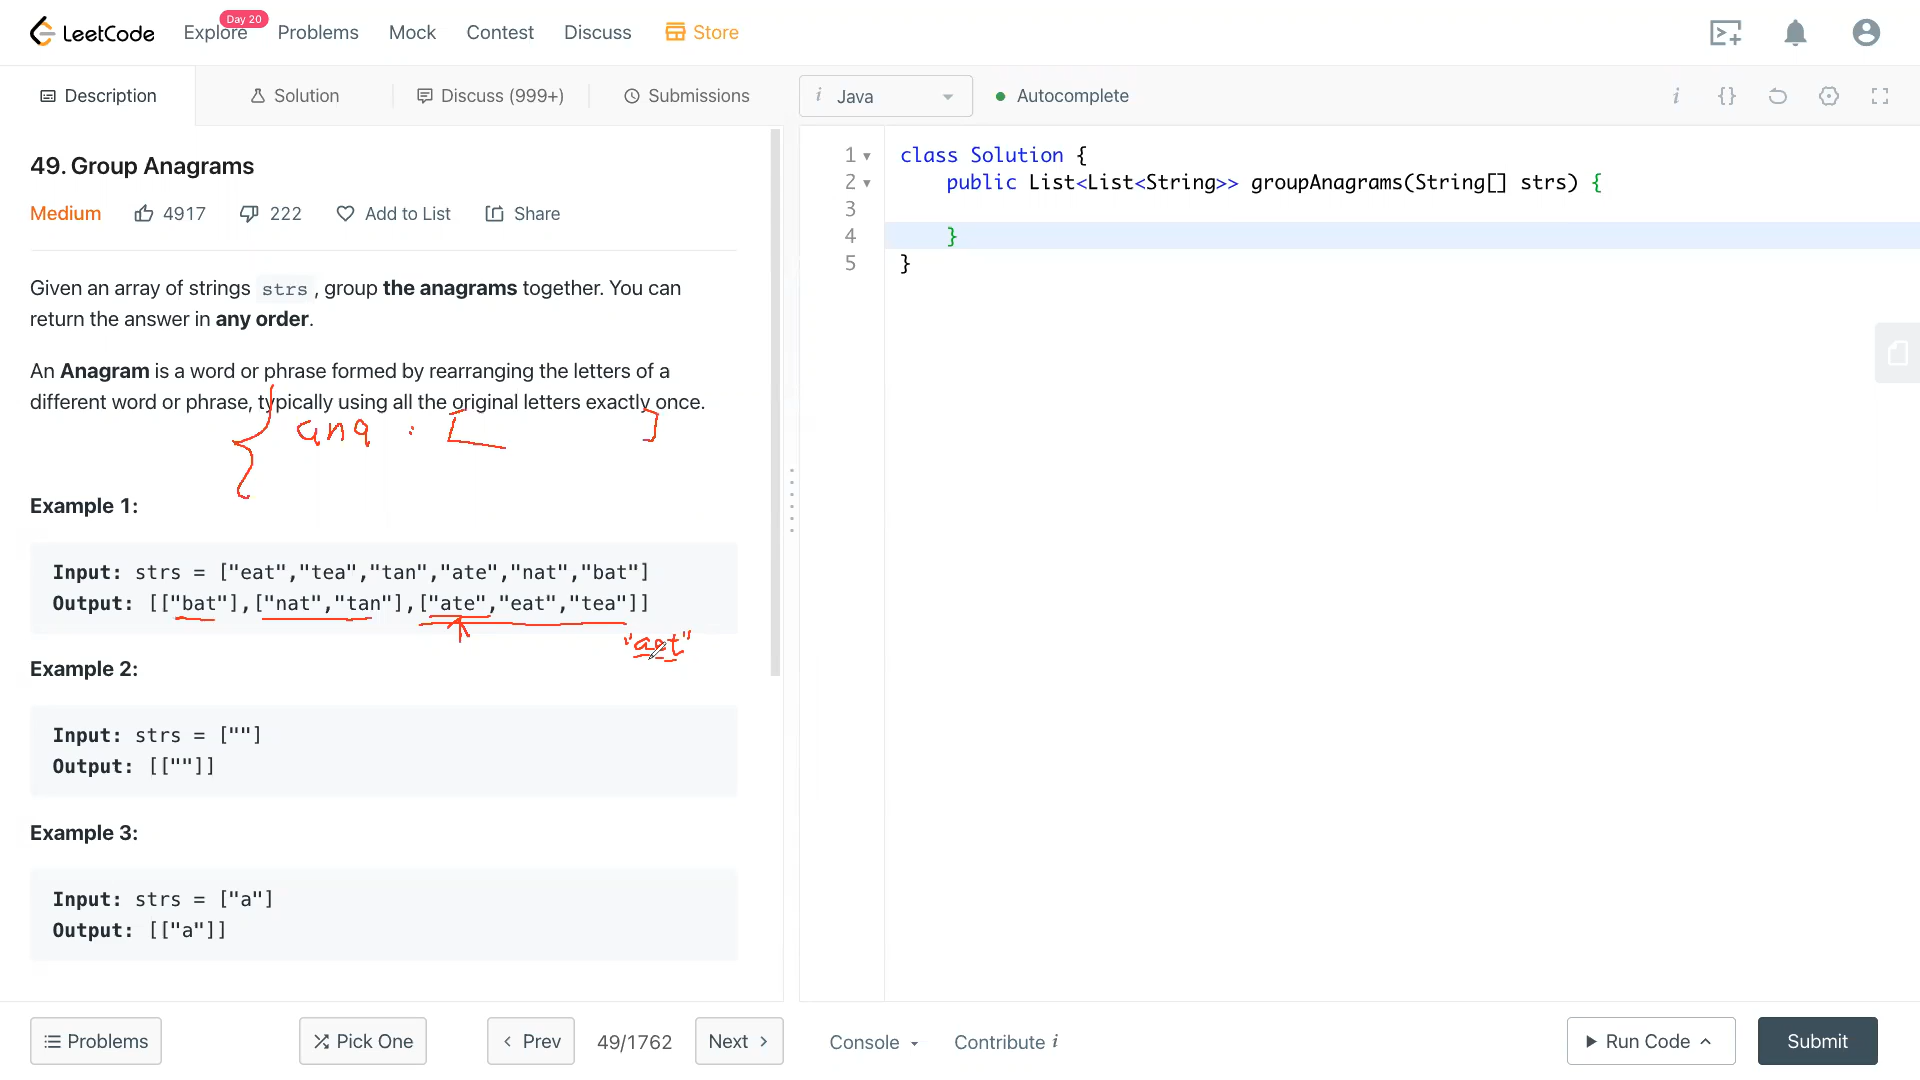 LeetCode Explore Day 20 Problems Mock Contest Discuss Store
Description Solution Discuss (999+) Submissions
i Java Autocomplete i {}
49. Group Anagrams
Medium 4917 222 Add to List Share
Given an array of strings strs, group the anagrams together. You can
return the answer in any order.
An Anagram is a word or phrase formed by rearranging the letters of a
different word or phrase, typically using all the original letters exactly once.
{ ana : [ ]
Example 1:
Input: strs = ["eat","tea","tan","ate","nat","bat"]
Output: [["bat"],["nat","tan"],["ate","eat","tea"]]
"aet"
Example 2:
Input: strs = [""]
Output: [[""]]
Example 3:
Input: strs = ["a"]
Output: [["a"]]
1 class Solution {
2 public List<List<String>> groupAnagrams(String[] strs) {
3
4 }
5 }
Problems Pick One < Prev 49/1762 Next > Console Contribute i Run Code Submit